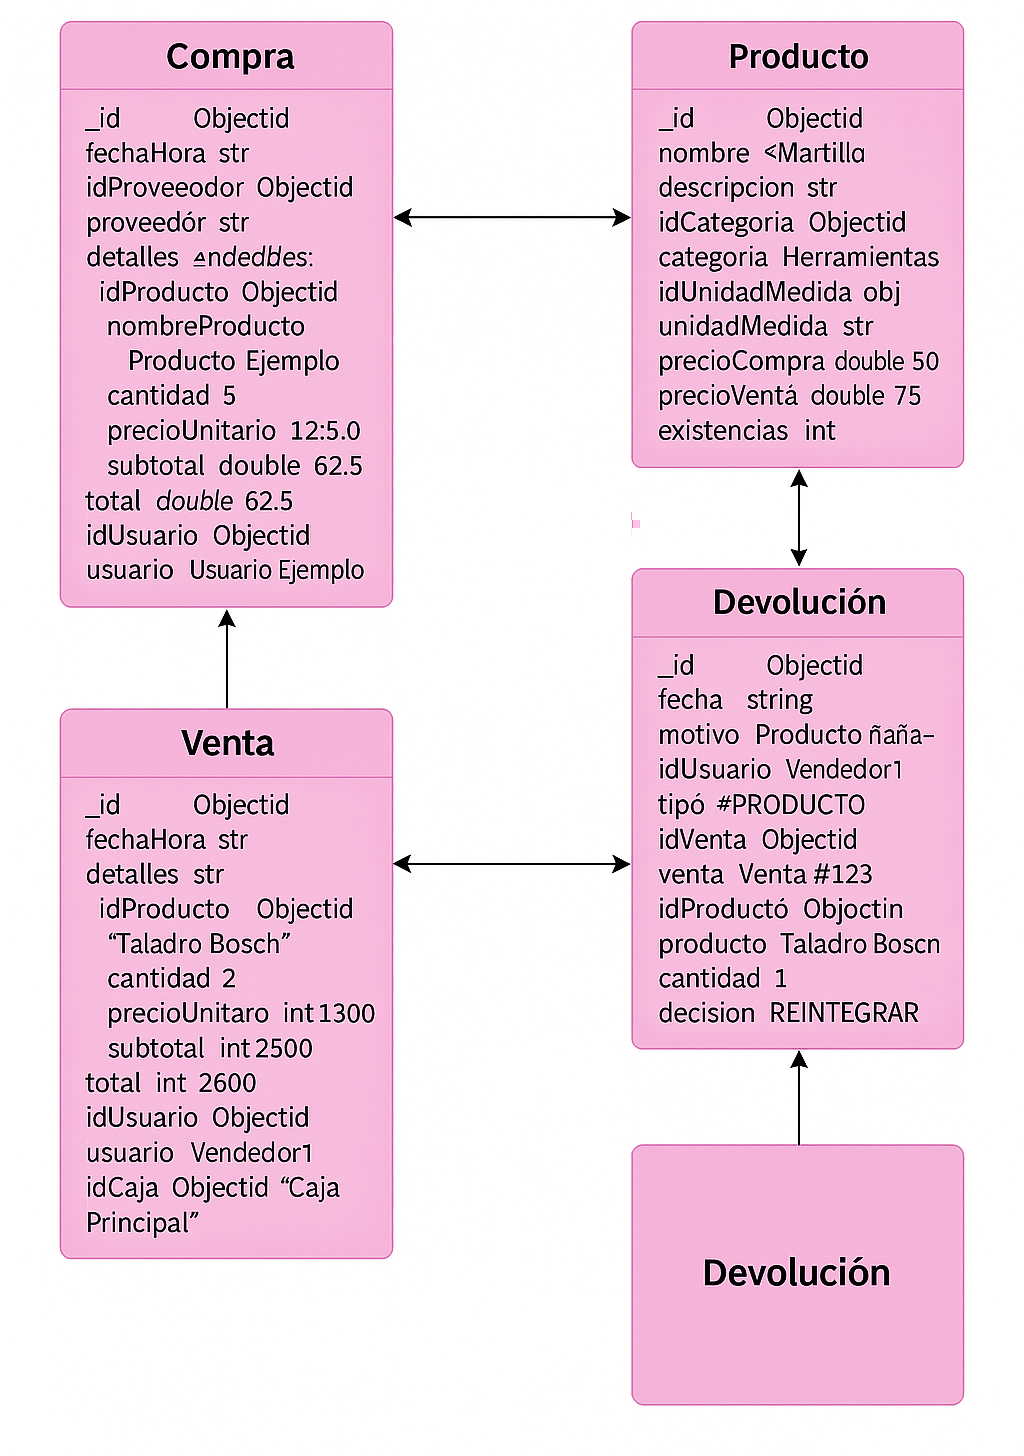 Compra
_id Objectid
fechaHora str
idProveeodor Objectid
proveedór str
detalles
idProducto Objectid
nombreProducto
Producto Ejemplo
cantidad 5
precioUnitario 12:5.0
subtotal double 62.5
total double 62.5
idUsuario Objectid
usuario Usuario Ejemplo
Producto
_id Objectid
nombre <Martilla
descripcion str
idCategoria Objectid
categoria Herramientas
idUnidadMedida obj
unidadMedida str
precioCompra double 50
precioVentá double 75
existencias int
Venta
_id Objectid
fechaHora str
detalles str
idProducto Objectid
“Taladro Bosch”
cantidad 2
precioUnitaro int 1300
subtotal int 2500
total int 2600
idUsuario Objectid
usuario Vendedor1
idCaja Objectid “Caja
Principal”
Devolución
_id Objectid
fecha string
motivo Producto ñaña–
idUsuario Vendedor1
tipó #PRODUCTO
idVenta Objectid
venta Venta #123
idProductó Objoctin
producto Taladro Boscn
cantidad 1
decision REINTEGRAR
Devolución